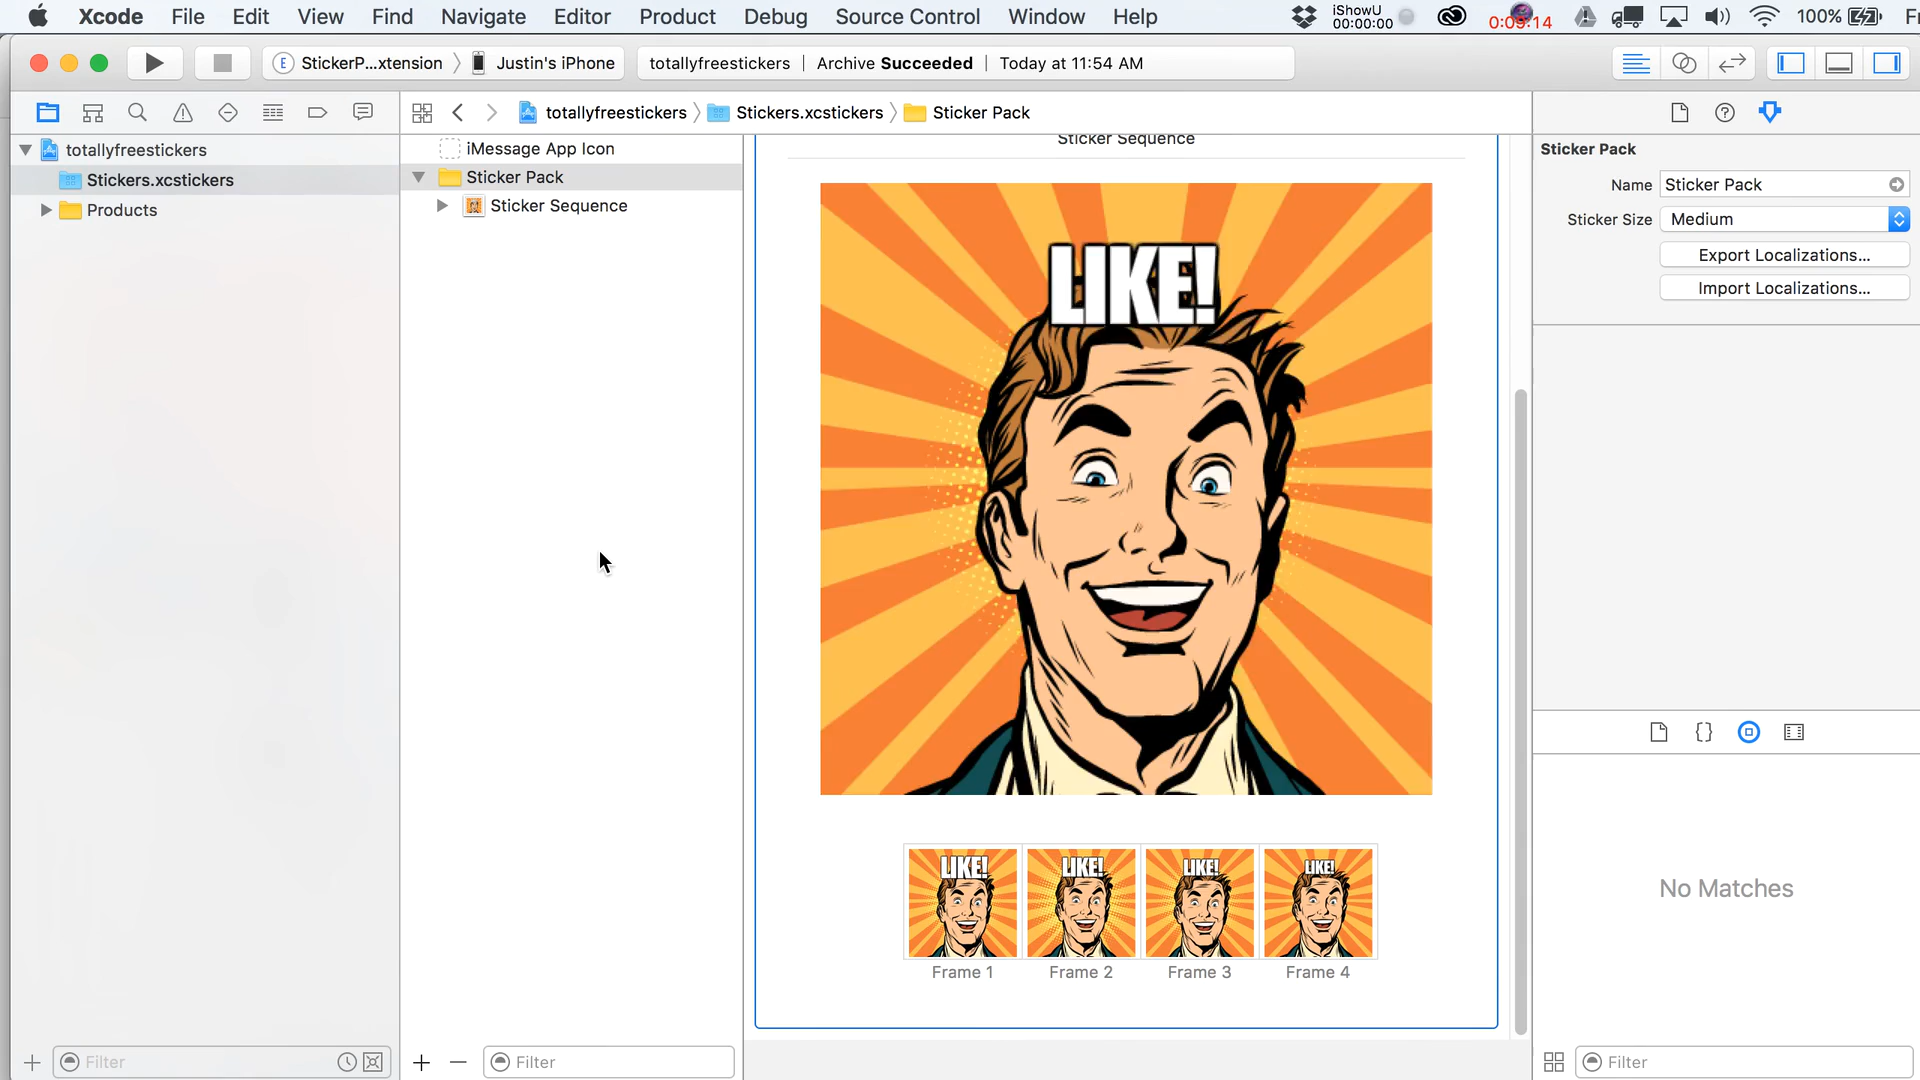 Xcode File Edit View Find Navigate Editor Product Debug Source Control Window Help iShowU 00:00:00 0:09:14 100% Fr
StickerP...xtension Justin's iPhone totallyfreestickers Archive Succeeded Today at 11:54 AM
totallyfreestickers Stickers.xcstickers Sticker Pack
totallyfreestickers
Stickers.xcstickers
Products
iMessage App Icon
Sticker Pack
Sticker Sequence
Sticker Sequence
LIKE!
LIKE! LIKE! LIKE! LIKE!
Frame 1 Frame 2 Frame 3 Frame 4
Sticker Pack
Name Sticker Pack
Sticker Size Medium
Export Localizations...
Import Localizations...
No Matches
Filter
Filter
Filter